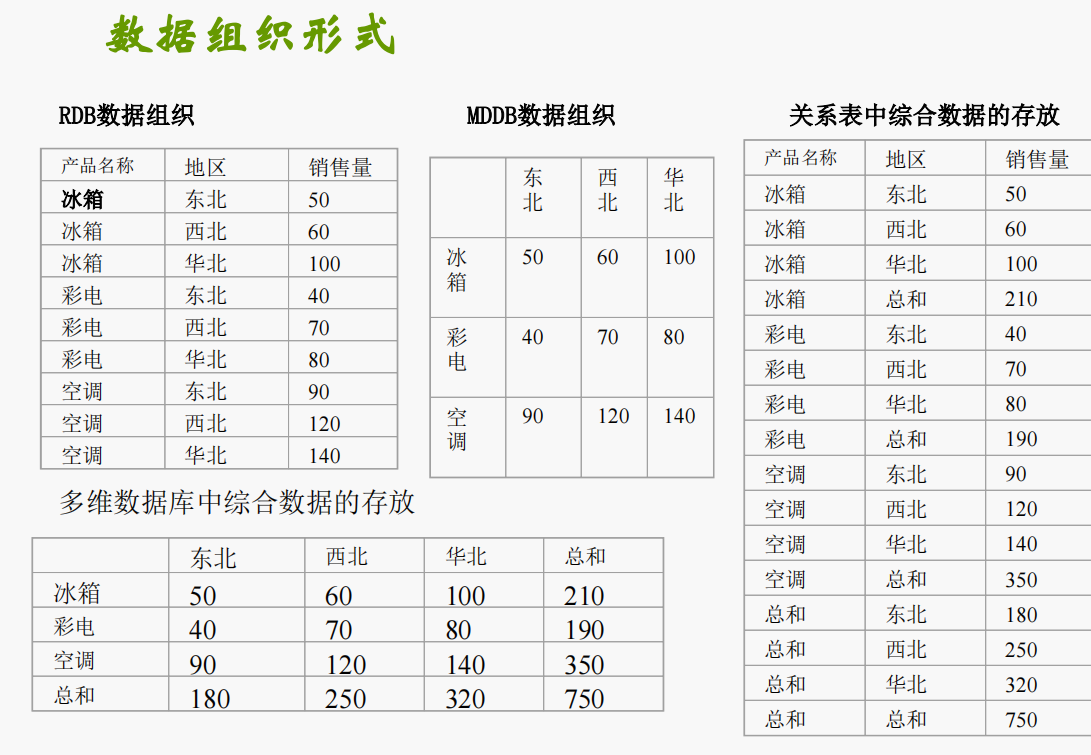 数据组织形式
RDB数据组织
产品名称 地区 销售量
冰箱 东北 50
冰箱 西北 60
冰箱 华北 100
彩电 东北 40
彩电 西北 70
彩电 华北 80
空调 东北 90
空调 西北 120
空调 华北 140
MDDB数据组织
东北 西北 华北
冰箱 50 60 100
彩电 40 70 80
空调 90 120 140
关系表中综合数据的存放
产品名称 地区 销售量
冰箱 东北 50
冰箱 西北 60
冰箱 华北 100
冰箱 总和 210
彩电 东北 40
彩电 西北 70
彩电 华北 80
彩电 总和 190
空调 东北 90
空调 西北 120
空调 华北 140
空调 总和 350
总和 东北 180
总和 西北 250
总和 华北 320
总和 总和 750
多维数据库中综合数据的存放
东北 西北 华北 总和
冰箱 50 60 100 210
彩电 40 70 80 190
空调 90 120 140 350
总和 180 250 320 750